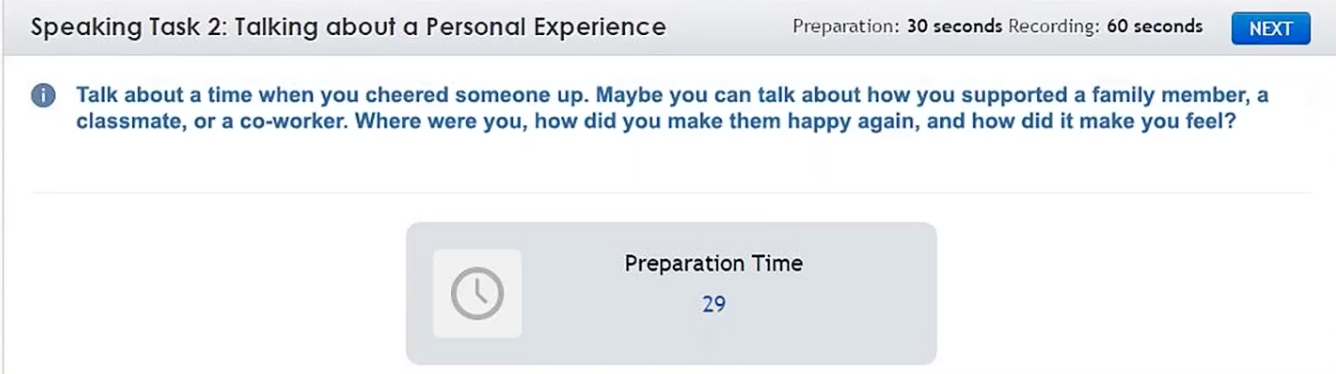 Speaking Task 2: Talking about a Personal Experience
Preparation: 30 seconds Recording: 60 seconds
NEXT
Talk about a time when you cheered someone up. Maybe you can talk about how you supported a family member, a
classmate, or a co-worker. Where were you, how did you make them happy again, and how did it make you feel?
Preparation Time
29